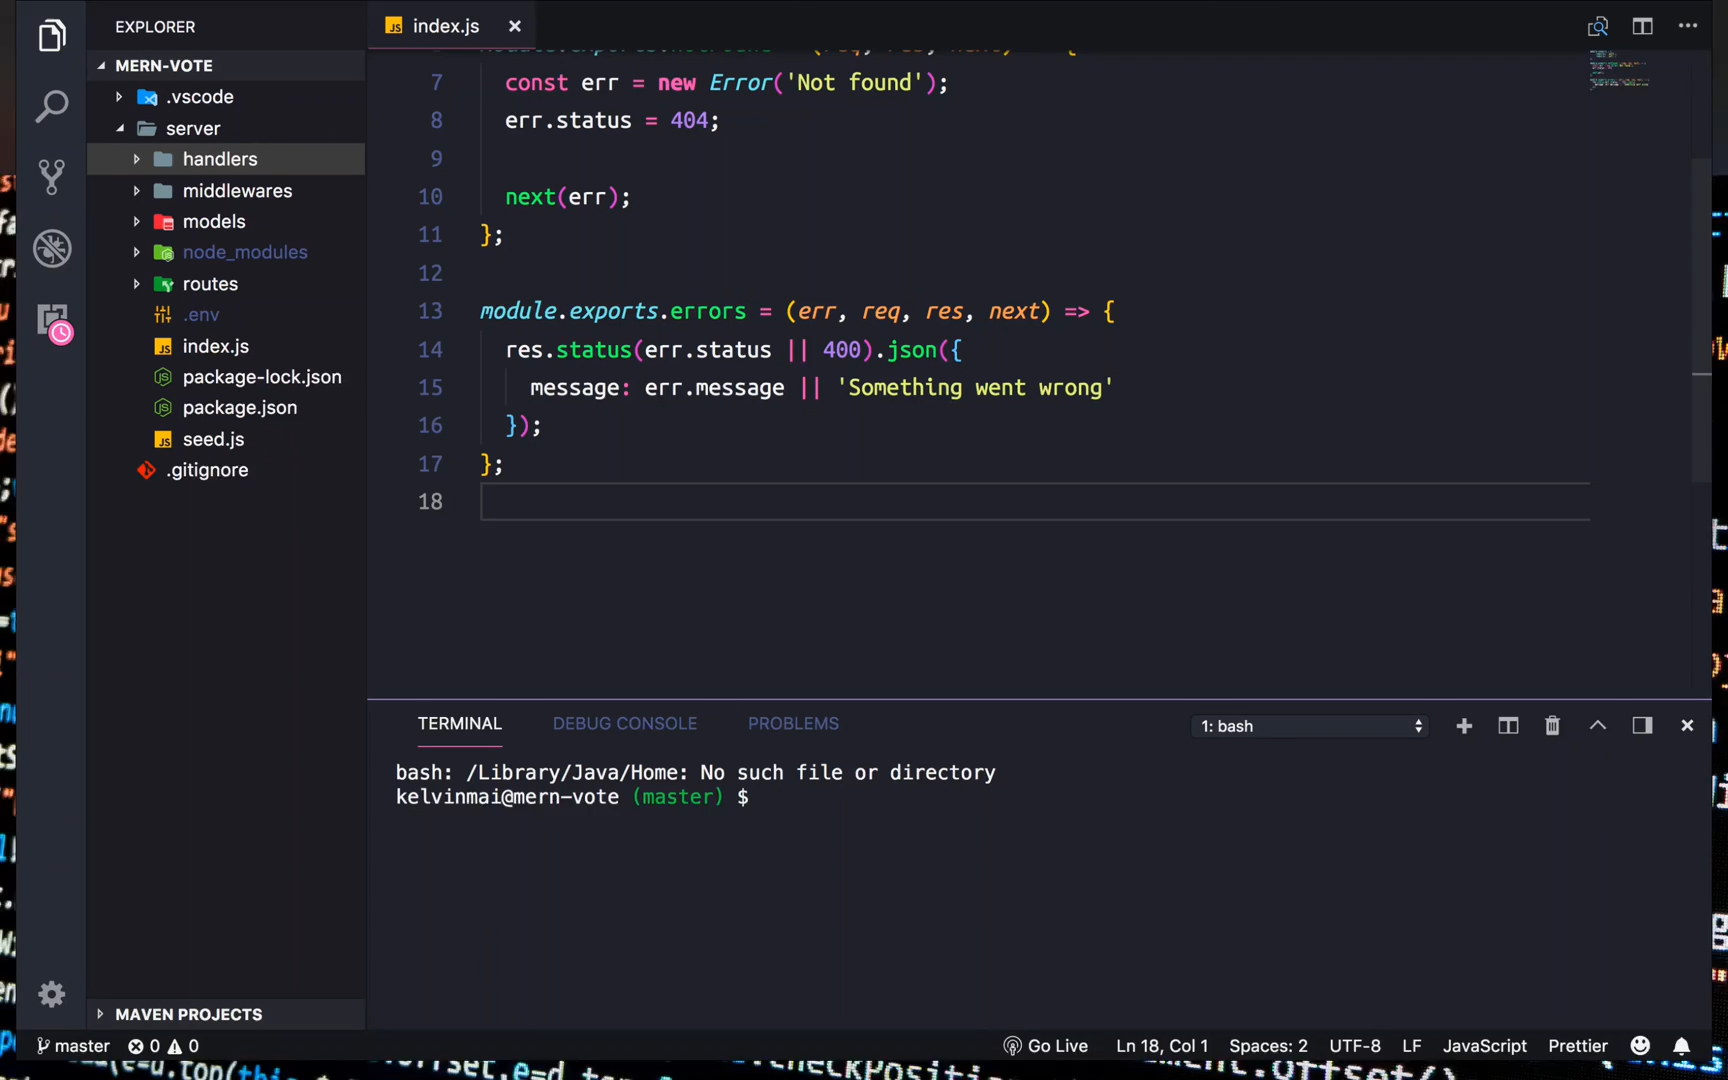 EXPLORER
MERN-VOTE
.vscode
server
handlers
middlewares
models
node_modules
routes
.env
index.js
package-lock.json
package.json
seed.js
.gitignore
MAVEN PROJECTS
index.js
7 const err = new Error('Not found');
8 err.status = 404;
9
10 next(err);
11 };
12
13 module.exports.errors = (err, req, res, next) => {
14 res.status(err.status || 400).json({
15 message: err.message || 'Something went wrong'
16 });
17 };
18
TERMINAL DEBUG CONSOLE PROBLEMS 1: bash
bash: /Library/Java/Home: No such file or directory
kelvinmai@mern-vote (master) $
master 0 0 Go Live Ln 18, Col 1 Spaces: 2 UTF-8 LF JavaScript Prettier